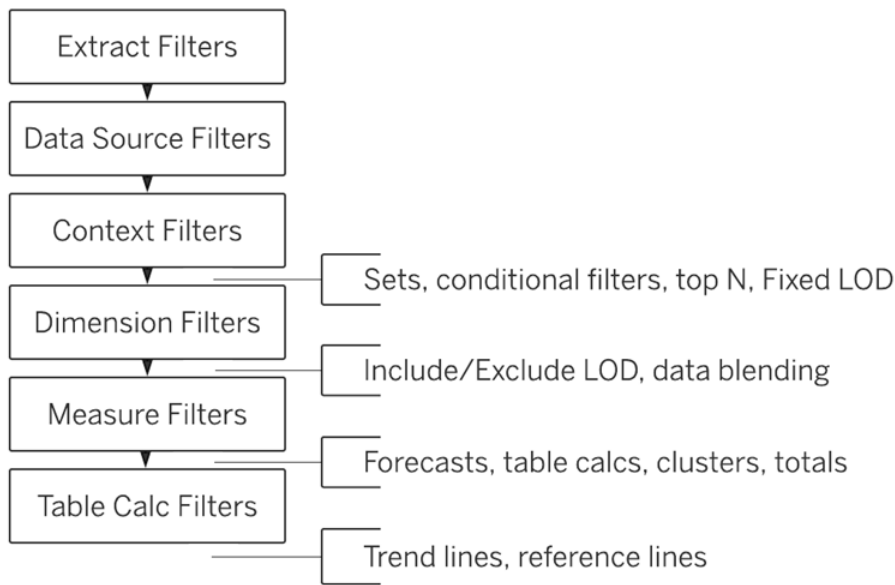 Extract Filters
Data Source Filters
Context Filters
Sets, conditional filters, top N, Fixed LOD
Dimension Filters
Include/Exclude LOD, data blending
Measure Filters
Forecasts, table calcs, clusters, totals
Table Calc Filters
Trend lines, reference lines